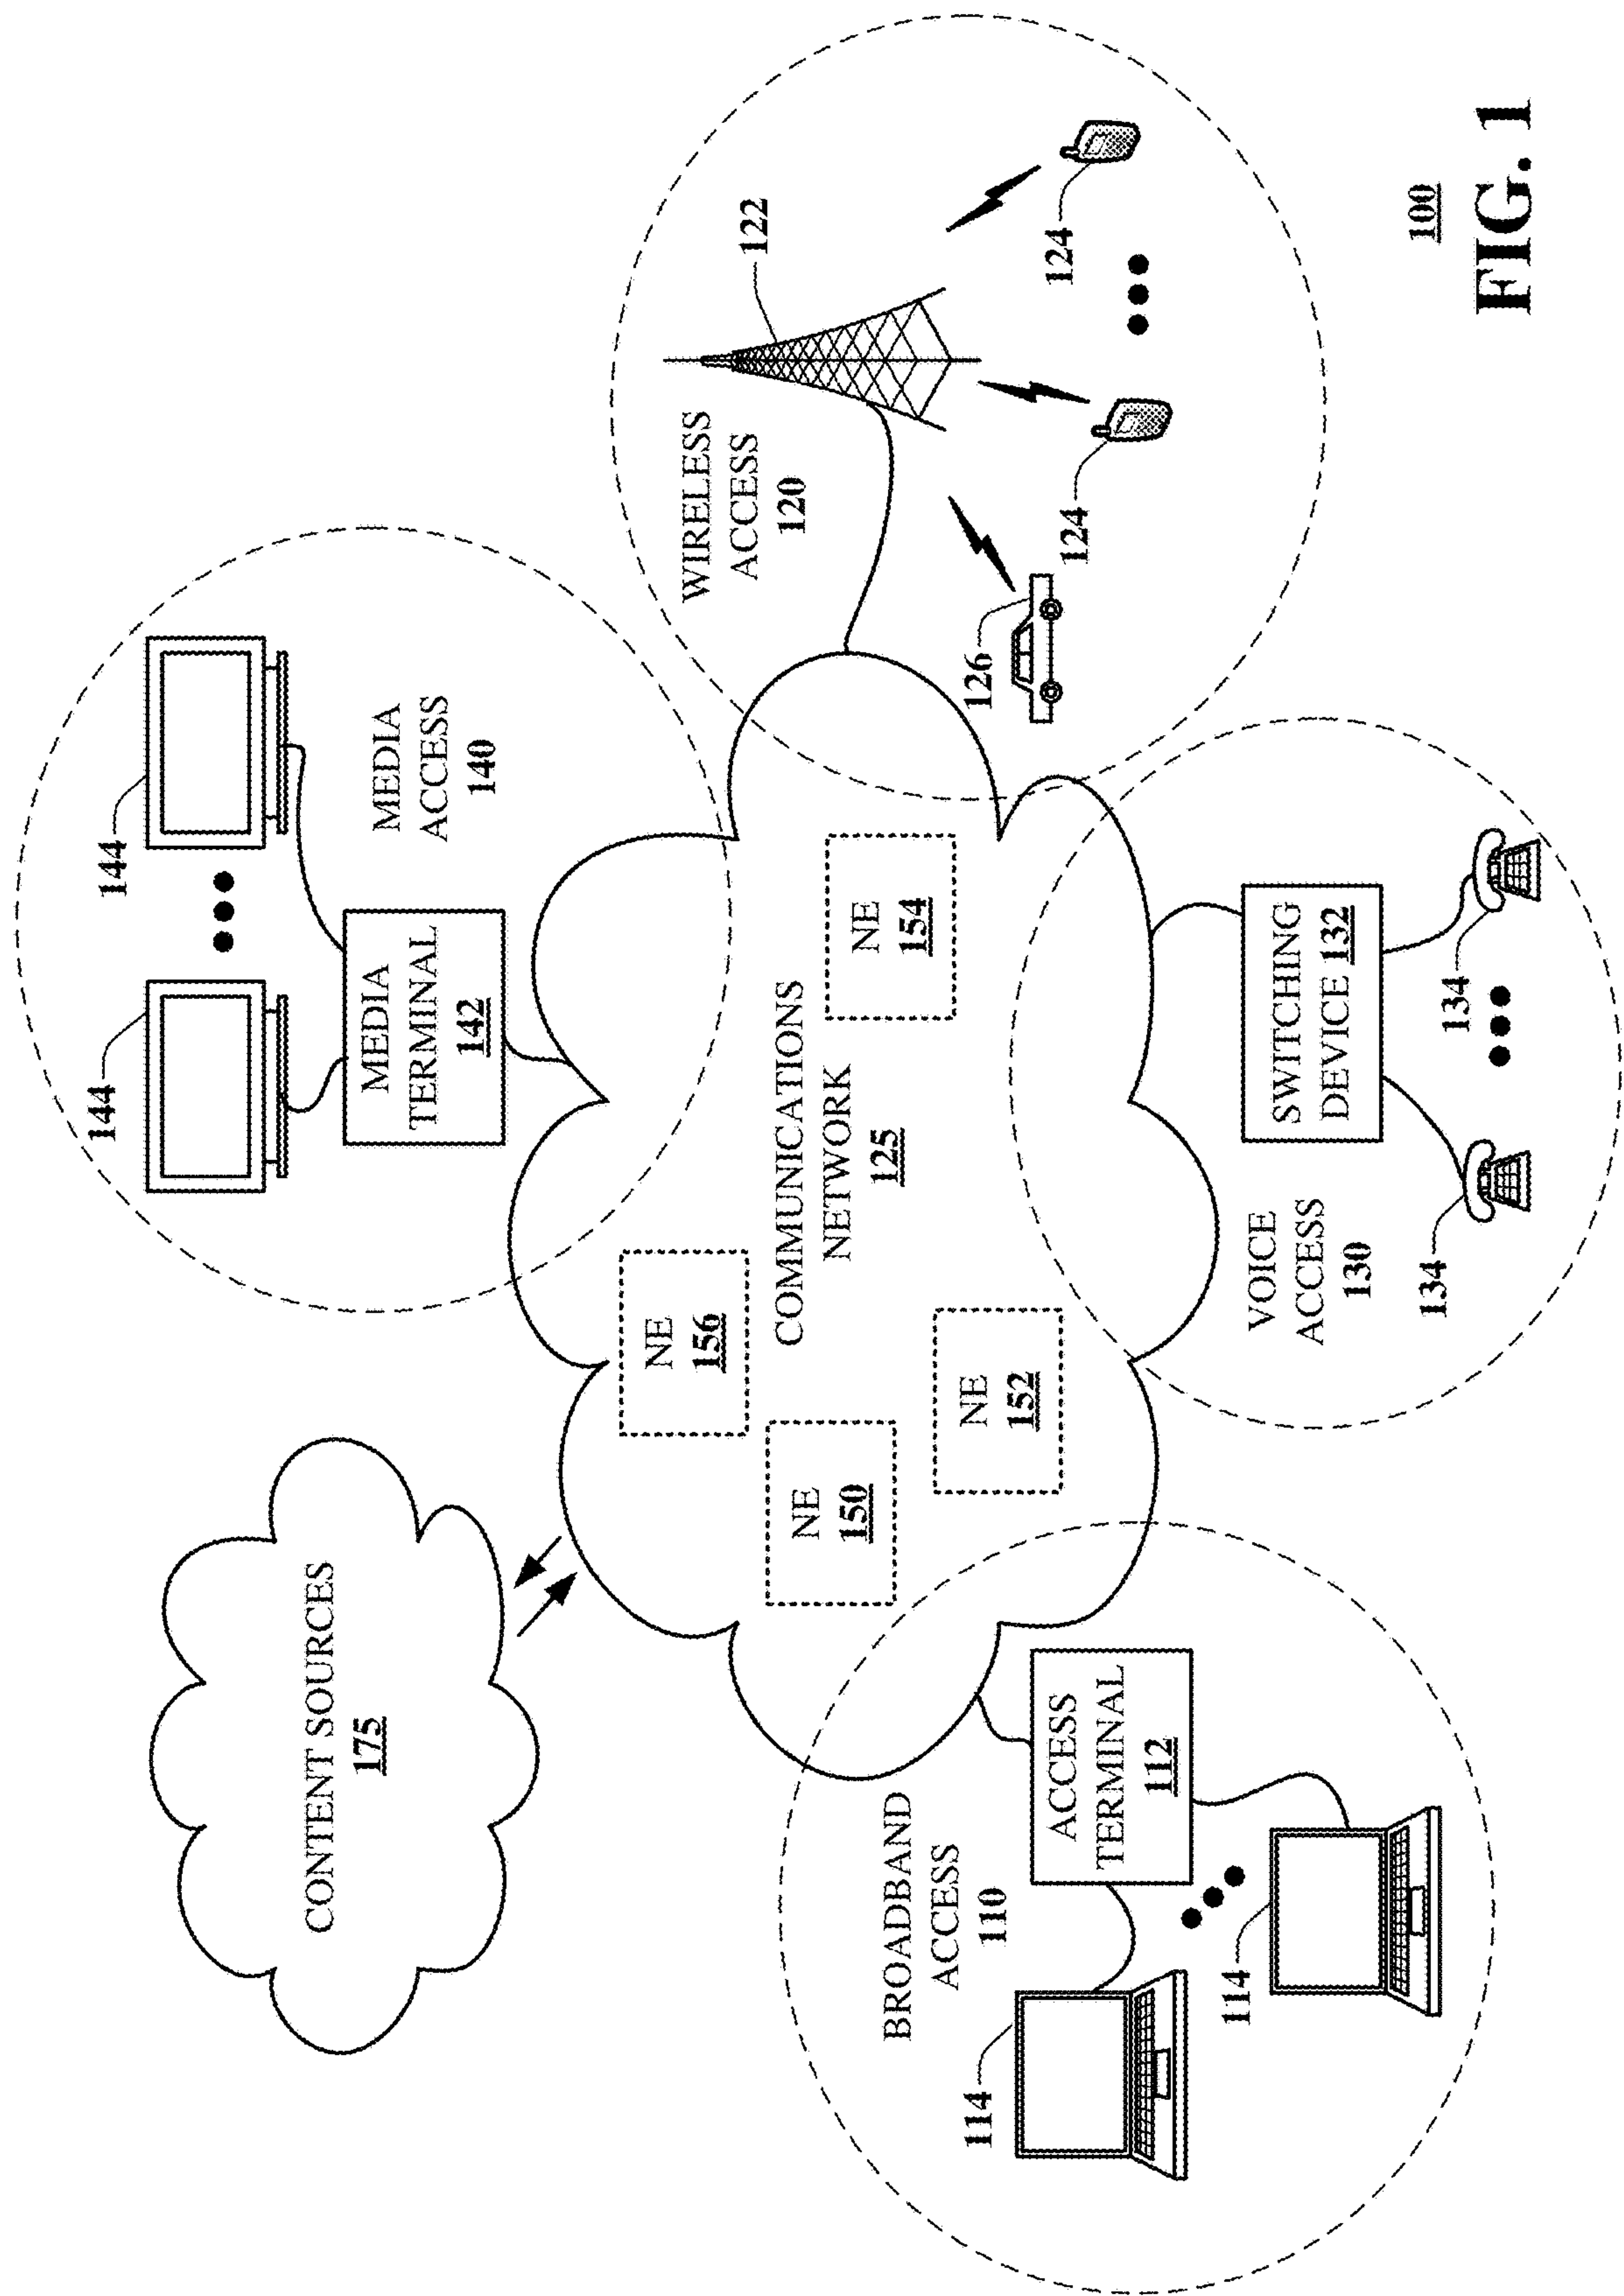 CONTENT SOURCES
175
144
144
MEDIA
TERMINAL
142
MEDIA
ACCESS
140
NE
156
NE
150
NE
152
NE
154
COMMUNICATIONS
NETWORK
125
WIRELESS
ACCESS
120
122
124
124
126
BROADBAND
ACCESS
110
ACCESS
TERMINAL
112
114
114
VOICE
ACCESS
130
SWITCHING
DEVICE 132
134
134
100
FIG. 1